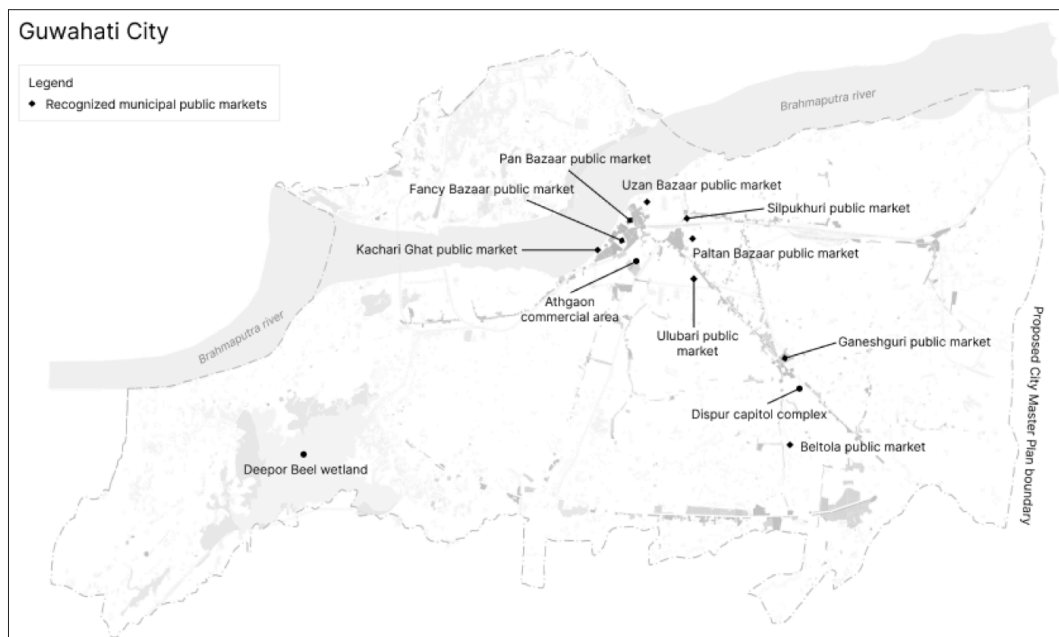 Guwahati City
Legend
Recognized municipal public markets
Brahmaputra river
Pan Bazaar public market
Uzan Bazaar public market
Fancy Bazaar public market
Silpukhuri public market
Kachari Ghat public market
Paltan Bazaar public market
Athgaon
commercial area
Ulubari public
market
Ganeshguri public market
Brahmaputra river
Dispur capitol complex
Beltola public market
Deepor Beel wetland
Proposed City Master Plan boundary